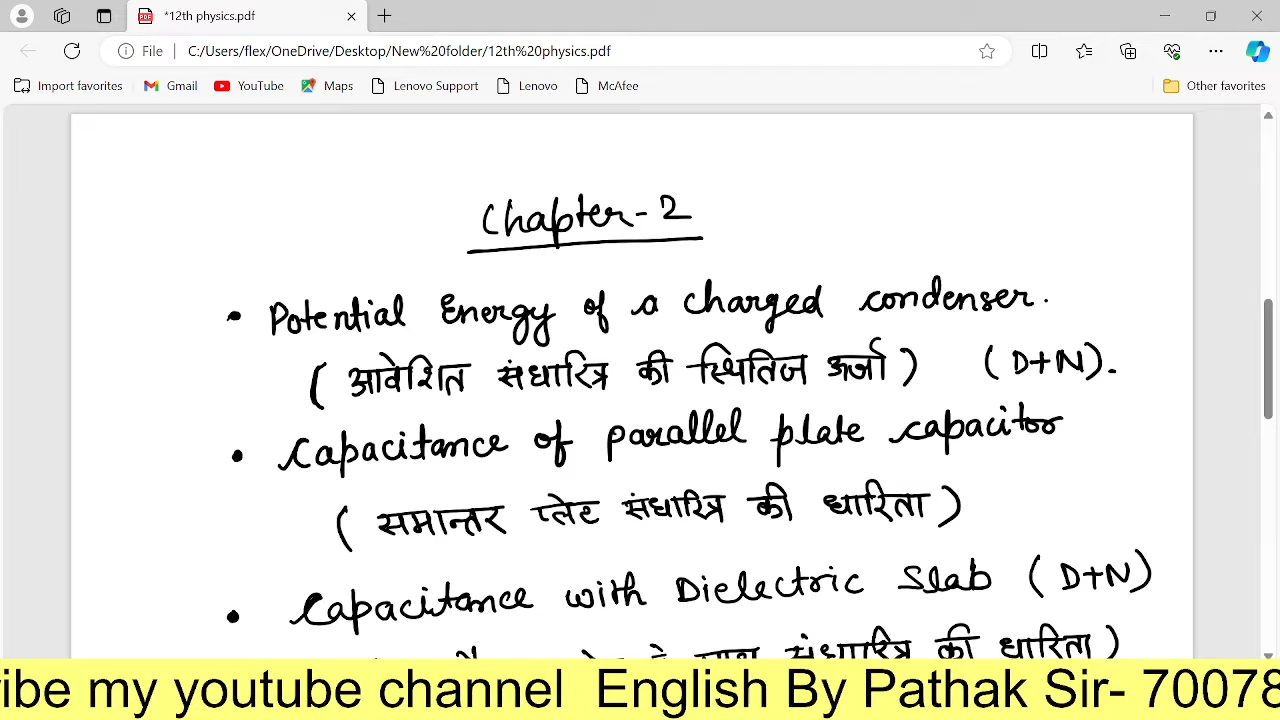 *12th physics.pdf
File
C:/Users/flex/OneDrive/Desktop/New%20folder/12th%20physics.pdf
Import favorites Gmail YouTube Maps Lenovo Support Lenovo McAfee Other favorites
Chapter-2
• Potential Energy of a charged condenser.
( आवेशित संधारित्र की स्थितिज ऊर्जा ) (D+N).
• Capacitance of parallel plate capacitor
( समान्तर प्लेट संधारित्र की धारिता )
• Capacitance with Dielectric Slab (D+N)
संधारित्र की धारिता )
ribe my youtube channel English By Pathak Sir- 70078